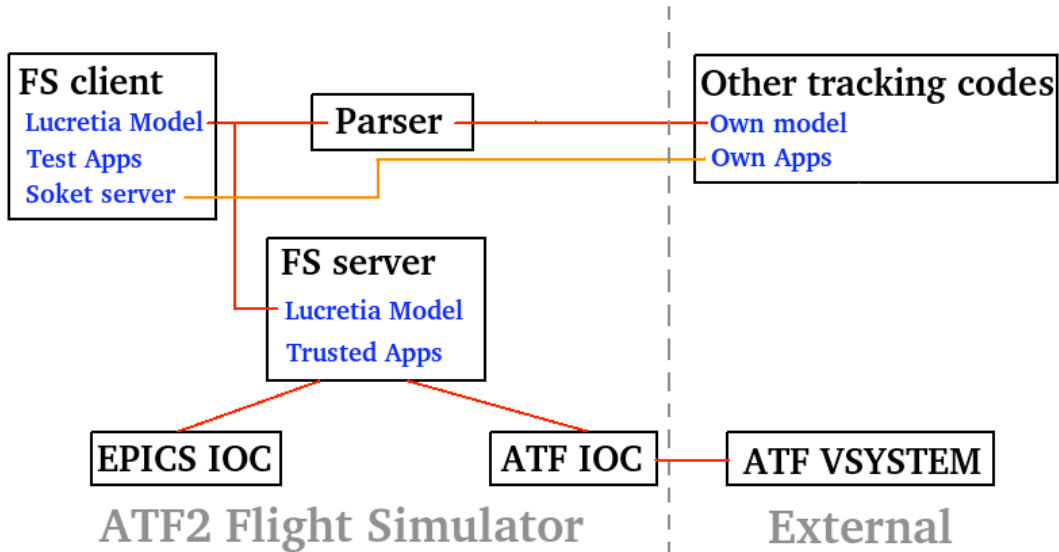 FS client
Lucretia Model
Test Apps
Soket server
Parser
Other tracking codes
Own model
Own Apps
FS server
Lucretia Model
Trusted Apps
EPICS IOC
ATF IOC
ATF VSYSTEM
ATF2 Flight Simulator
External